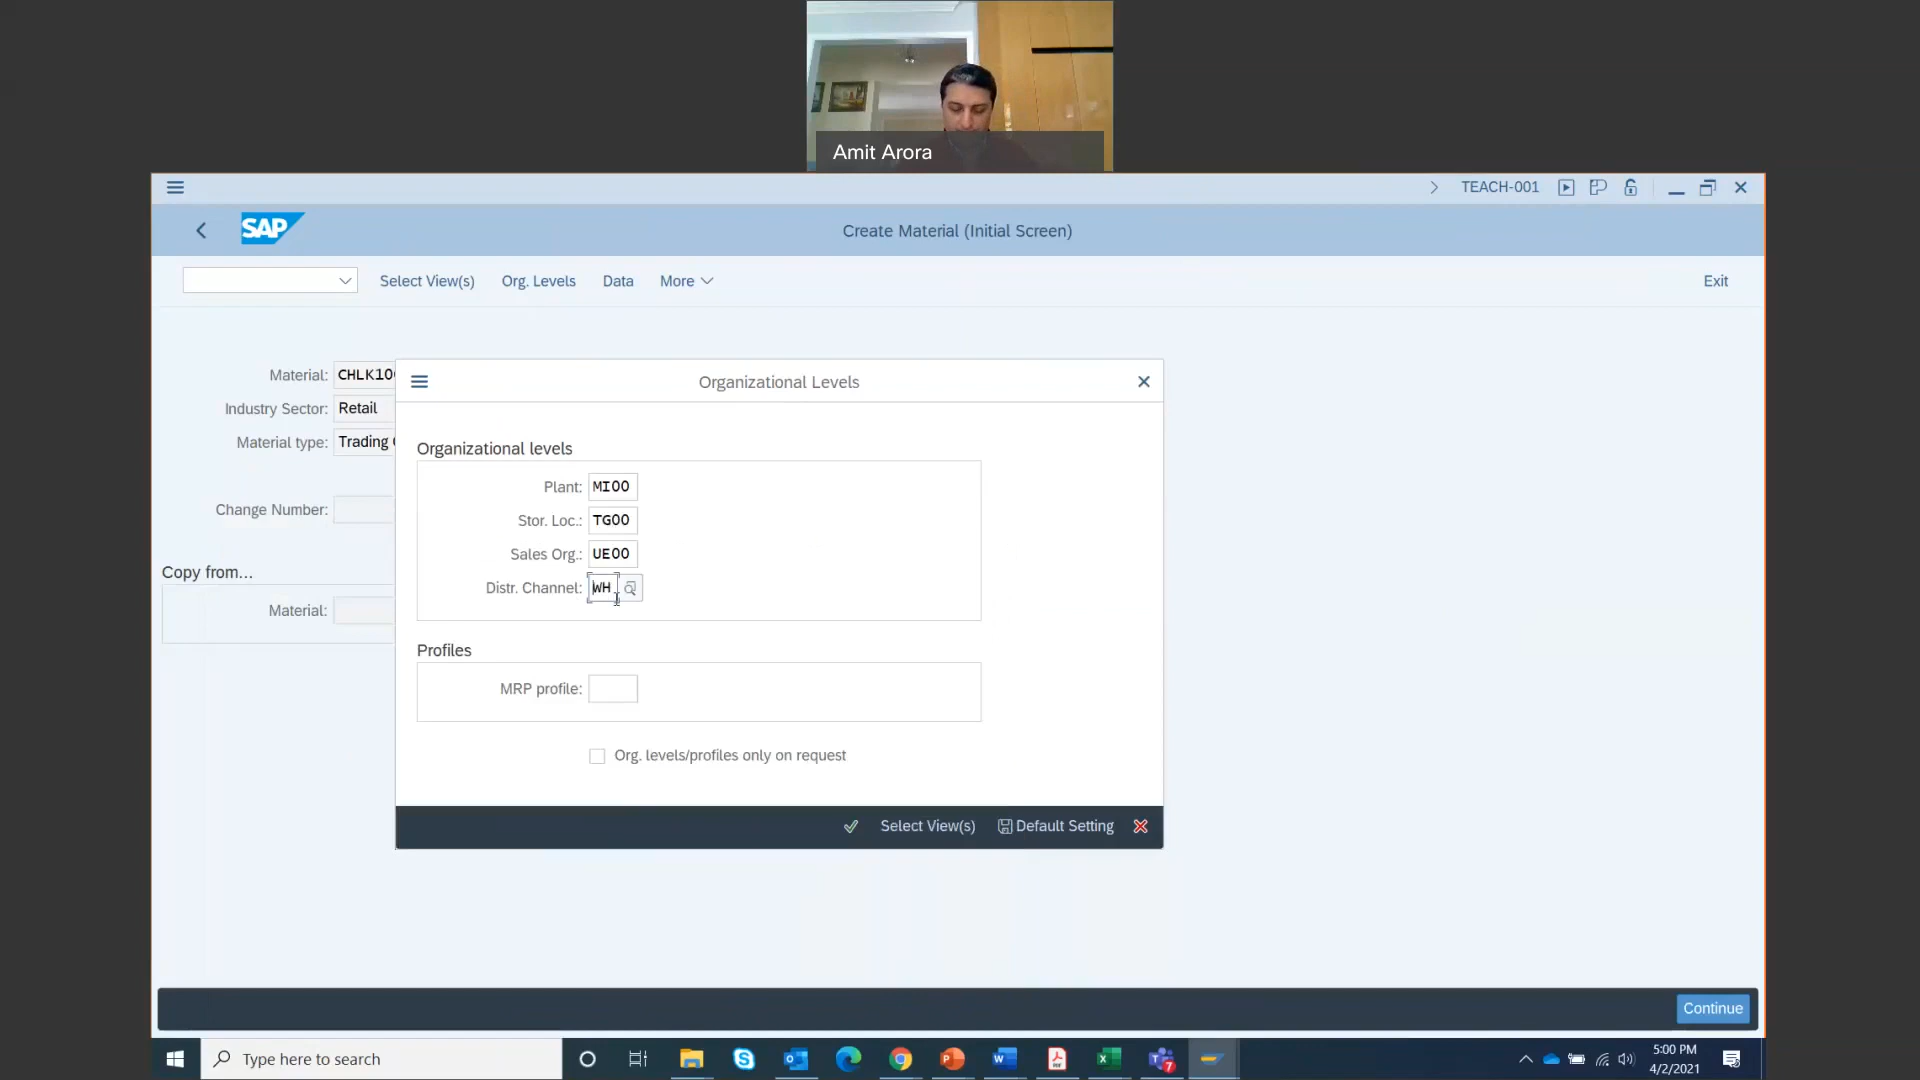 Amit Arora
TEACH-001
SAP
Create Material (Initial Screen)
Select View(s) Org. Levels Data More Exit
Material: CHLK10
Industry Sector: Retail
Material type: Trading
Change Number:
Copy from...
Material:
Organizational Levels
Organizational levels
Plant: MI00
Stor. Loc.: TG00
Sales Org.: UE00
Distr. Channel: WH
Profiles
MRP profile:
Org. levels/profiles only on request
Select View(s) Default Setting
Continue
Type here to search
7
5:00 PM
4/2/2021